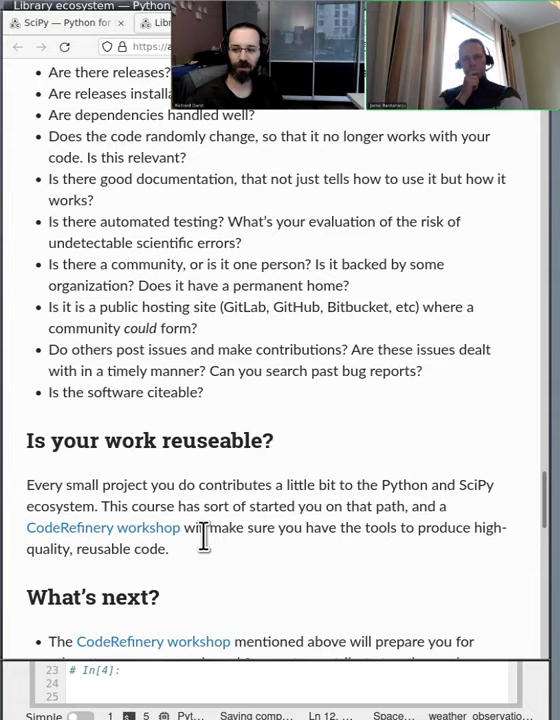 Library ecosystem — Python
SciPy — Python for
Libr
https://a
Richard Darst
• Are there releases?
• Are releases installa
• Are dependencies handled well?
• Does the code randomly change, so that it no longer works with your
code. Is this relevant?
• Is there good documentation, that not just tells how to use it but how it
works?
• Is there automated testing? What’s your evaluation of the risk of
undetectable scientific errors?
• Is there a community, or is it one person? Is it backed by some
organization? Does it have a permanent home?
• Is it is a public hosting site (GitLab, GitHub, Bitbucket, etc) where a
community could form?
• Do others post issues and make contributions? Are these issues dealt
with in a timely manner? Can you search past bug reports?
• Is the software citeable?
Is your work reuseable?
Every small project you do contributes a little bit to the Python and SciPy
ecosystem. This course has sort of started you on that path, and a
CodeRefinery workshop will make sure you have the tools to produce high-
quality, reusable code.
What’s next?
• The CodeRefinery workshop mentioned above will prepare you for
23 # In[4]:
24
25
Simple 1 5 Pyt... Saving comp... Ln 12, ... Space... weather_observatio...